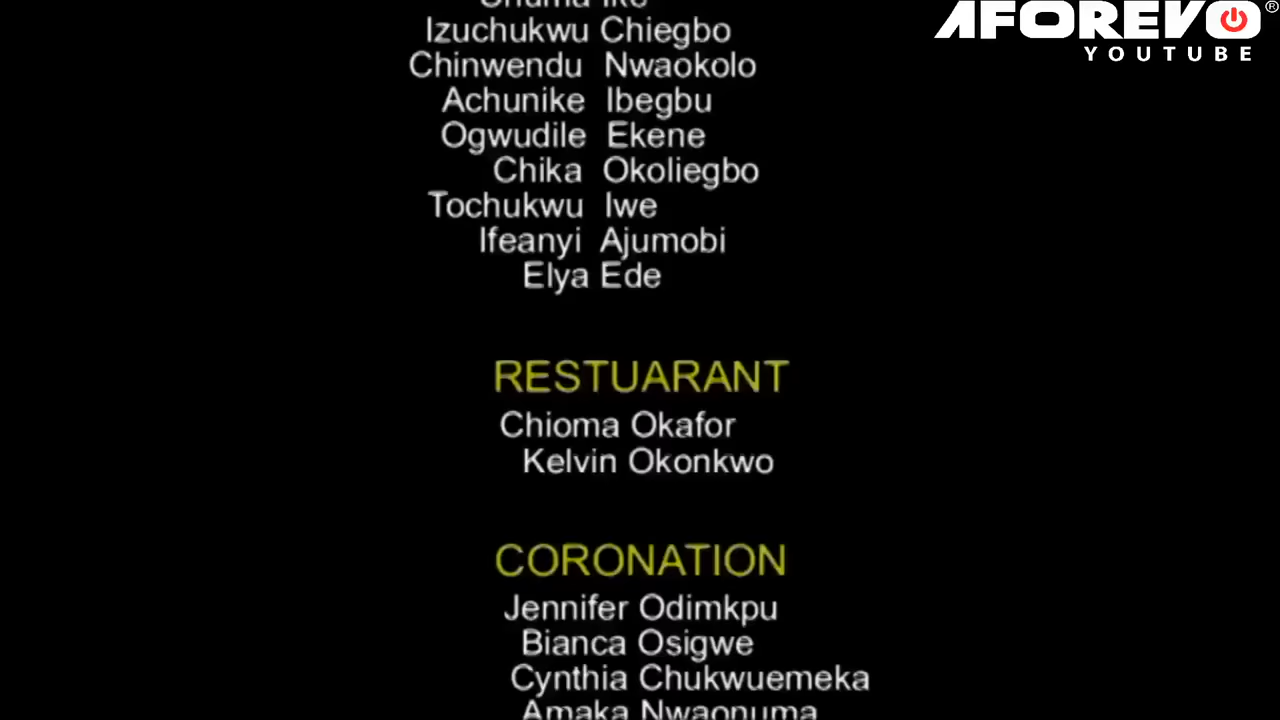 AFOREVO®
YOUTUBE
Izuchukwu Chiegbo
Chinwendu Nwaokolo
Achunike Ibegbu
Ogwudile Ekene
Chika Okoliegbo
Tochukwu Iwe
Ifeanyi Ajumobi
Elya Ede
RESTUARANT
Chioma Okafor
Kelvin Okonkwo
CORONATION
Jennifer Odimkpu
Bianca Osigwe
Cynthia Chukwuemeka
Amaka Nwaonuma